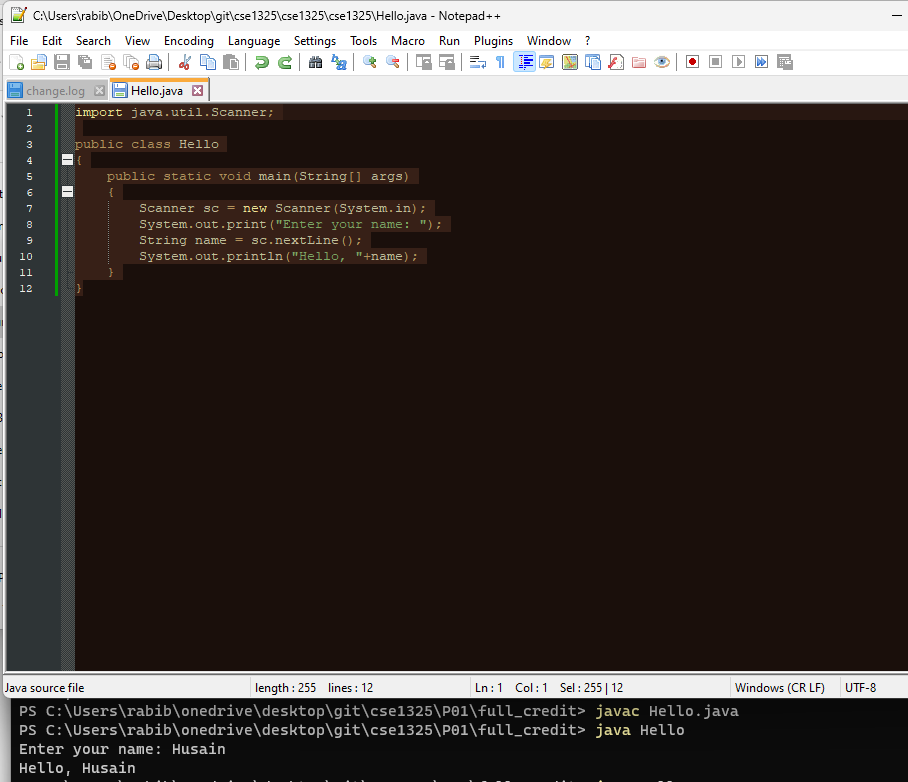 C:\Users\rabib\OneDrive\Desktop\git\cse1325\cse1325\cse1325\Hello.java - Notepad++
File Edit Search View Encoding Language Settings Tools Macro Run Plugins Window ?
change.log Hello.java
1 import java.util.Scanner;
2
3 public class Hello
4 {
5 public static void main(String[] args)
6 {
7 Scanner sc = new Scanner(System.in);
8 System.out.print("Enter your name: ");
9 String name = sc.nextLine();
10 System.out.println("Hello, "+name);
11 }
12 }
Java source file length : 255 lines : 12 Ln : 1 Col : 1 Sel : 255 | 12 Windows (CR LF) UTF-8
PS C:\Users\rabib\onedrive\desktop\git\cse1325\P01\full_credit> javac Hello.java
PS C:\Users\rabib\onedrive\desktop\git\cse1325\P01\full_credit> java Hello
Enter your name: Husain
Hello, Husain